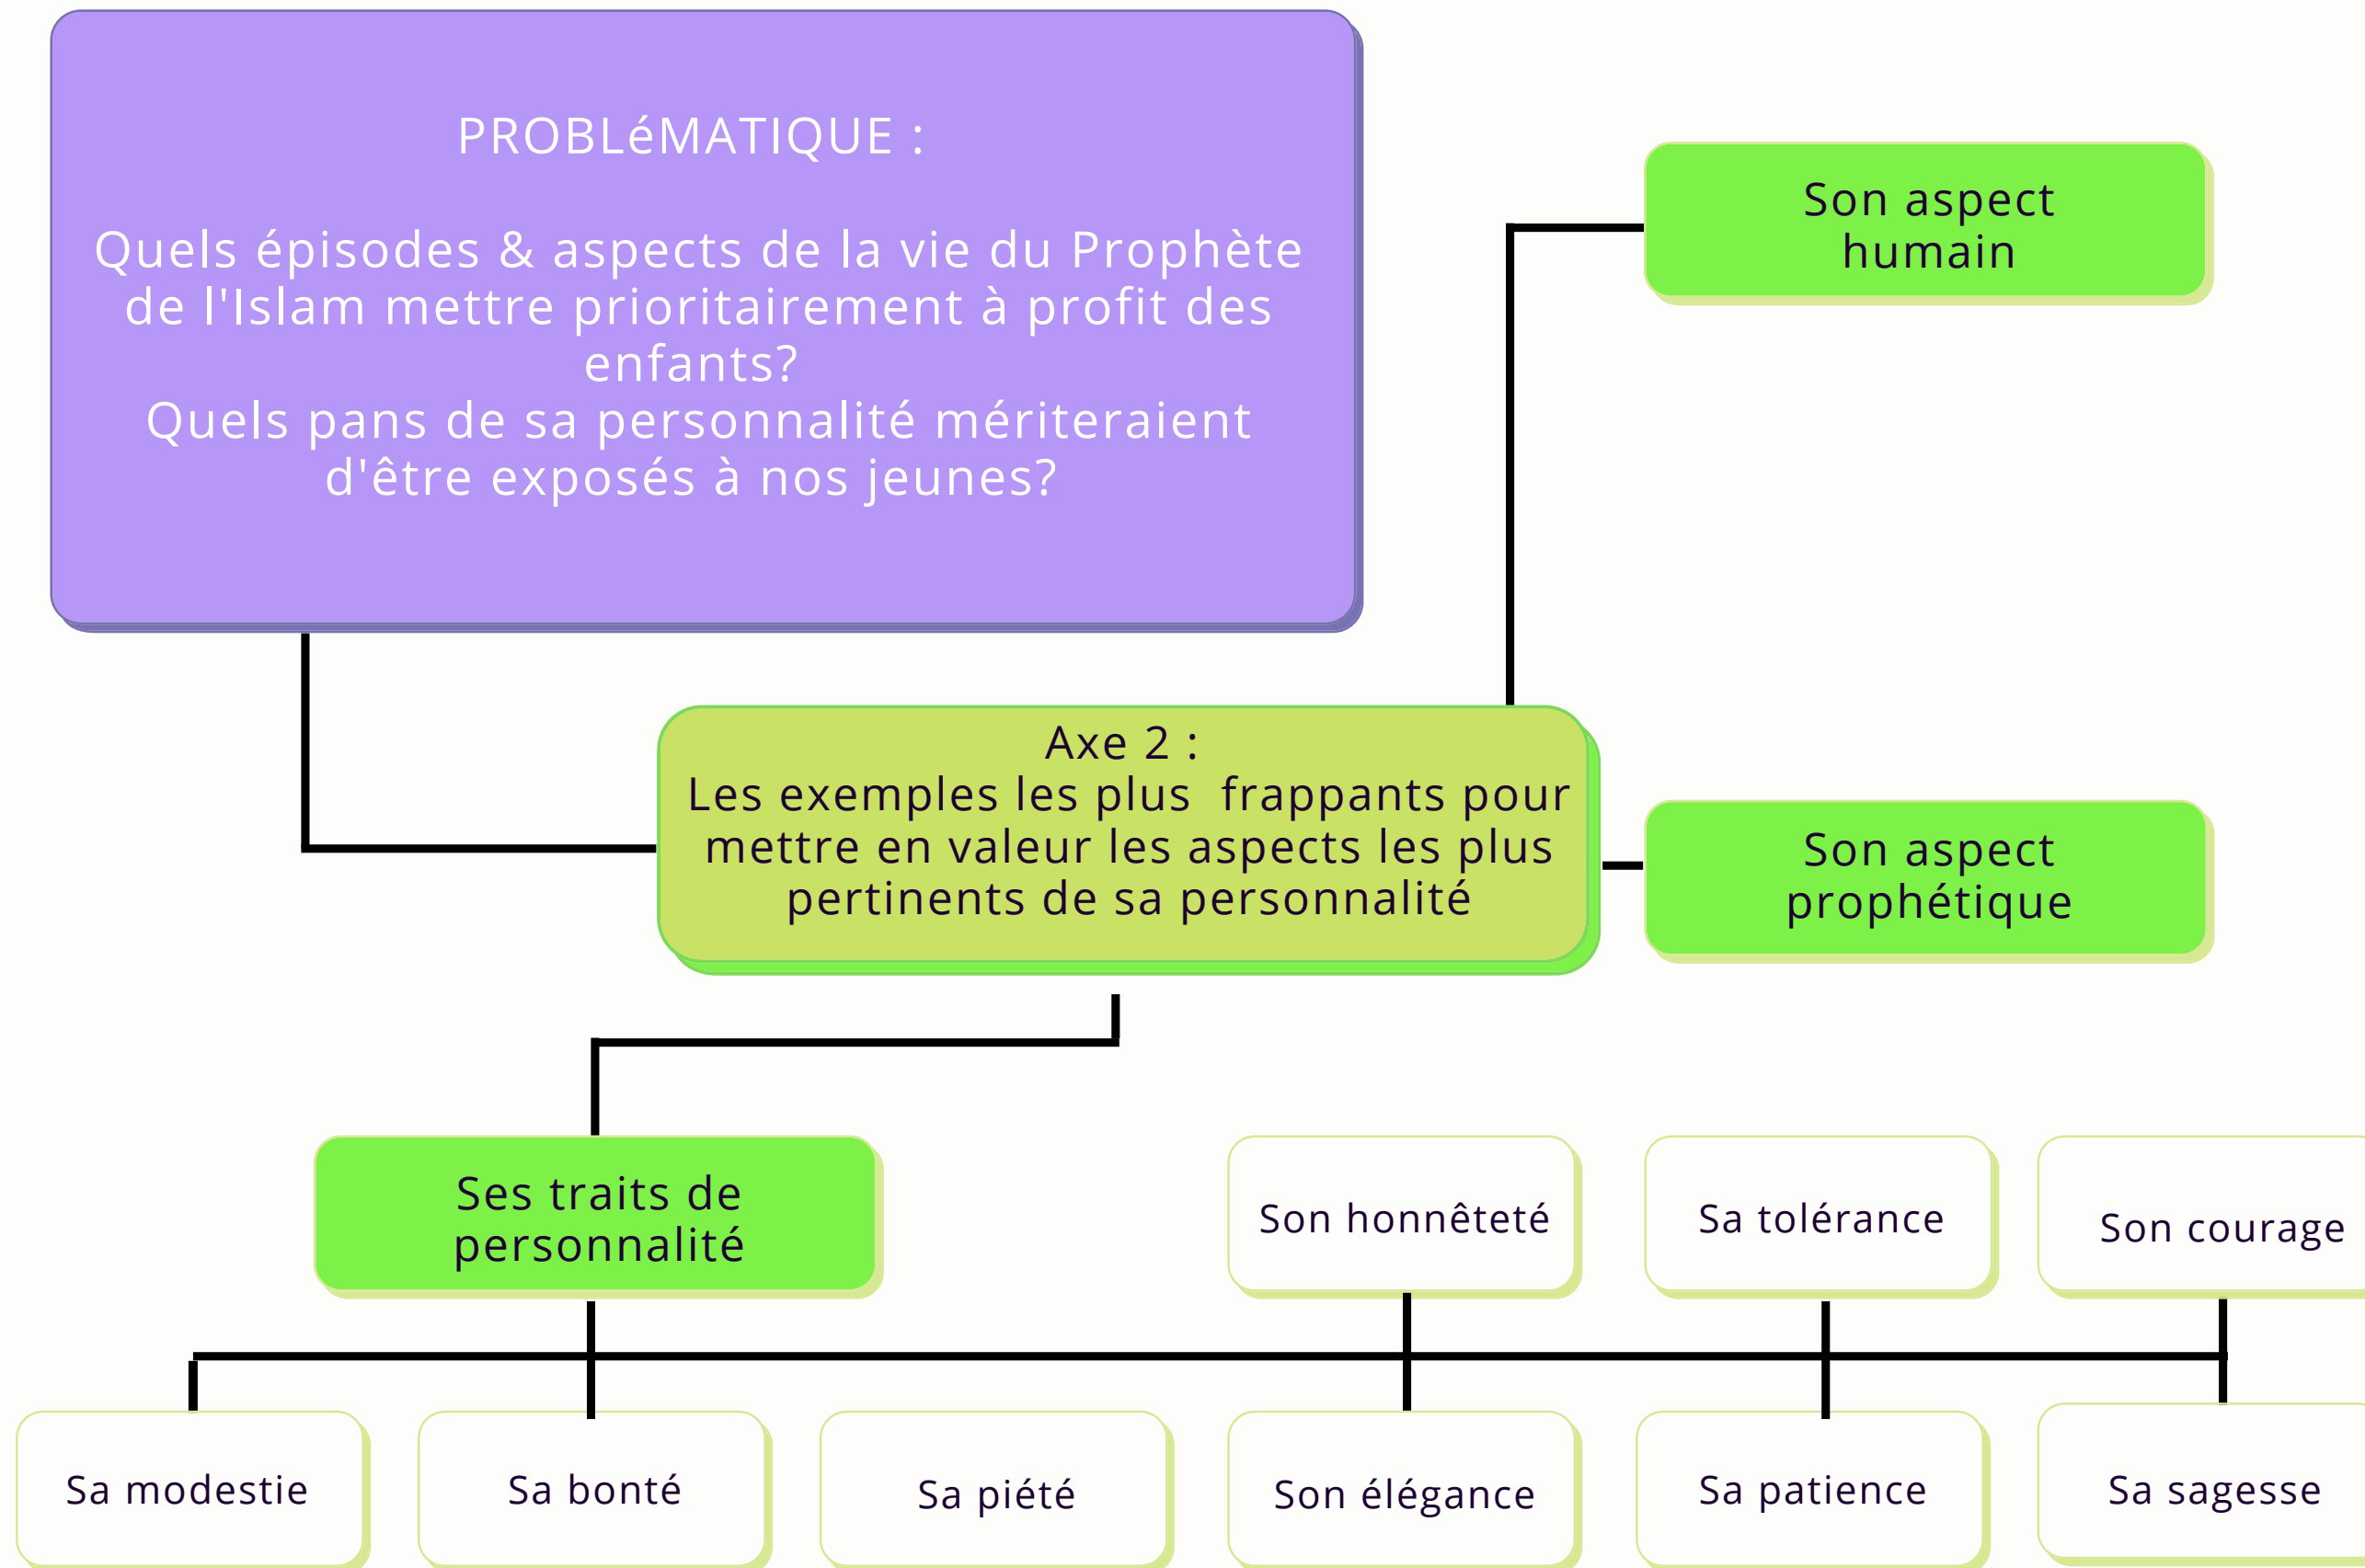 PROBLéMATIQUE :
Quels épisodes & aspects de la vie du Prophète
de l'Islam mettre prioritairement à profit des
enfants?
Quels pans de sa personnalité mériteraient
d'être exposés à nos jeunes?
Son aspect
humain
Axe 2 :
Les exemples les plus  frappants pour
mettre en valeur les aspects les plus
pertinents de sa personnalité
Son aspect
prophétique
Ses traits de
personnalité
Son honnêteté
Sa tolérance
Son courage
Sa modestie
Sa bonté
Sa piété
Son élégance
Sa patience
Sa sagesse